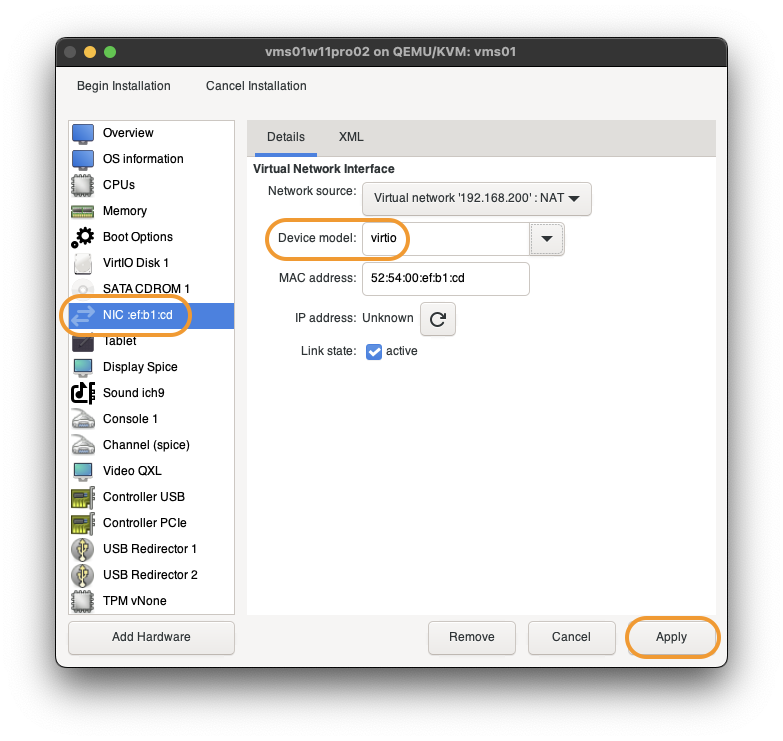 vms01w11pro02 on QEMU/KVM: vms01
Begin Installation
Cancel Installation
Overview
OS information
CPUs
Memory
Boot Options
VirtIO Disk 1
SATA CDROM 1
NIC :ef:b1:cd
Tablet
Display Spice
Sound ich9
Console 1
Channel (spice)
Video QXL
Controller USB
Controller PCIe
USB Redirector 1
USB Redirector 2
TPM vNone
Add Hardware
Details
XML
Virtual Network Interface
Network source: Virtual network '192.168.200' : NAT
Device model: virtio
MAC address: 52:54:00:ef:b1:cd
IP address: Unknown
Link state: active
Remove
Cancel
Apply